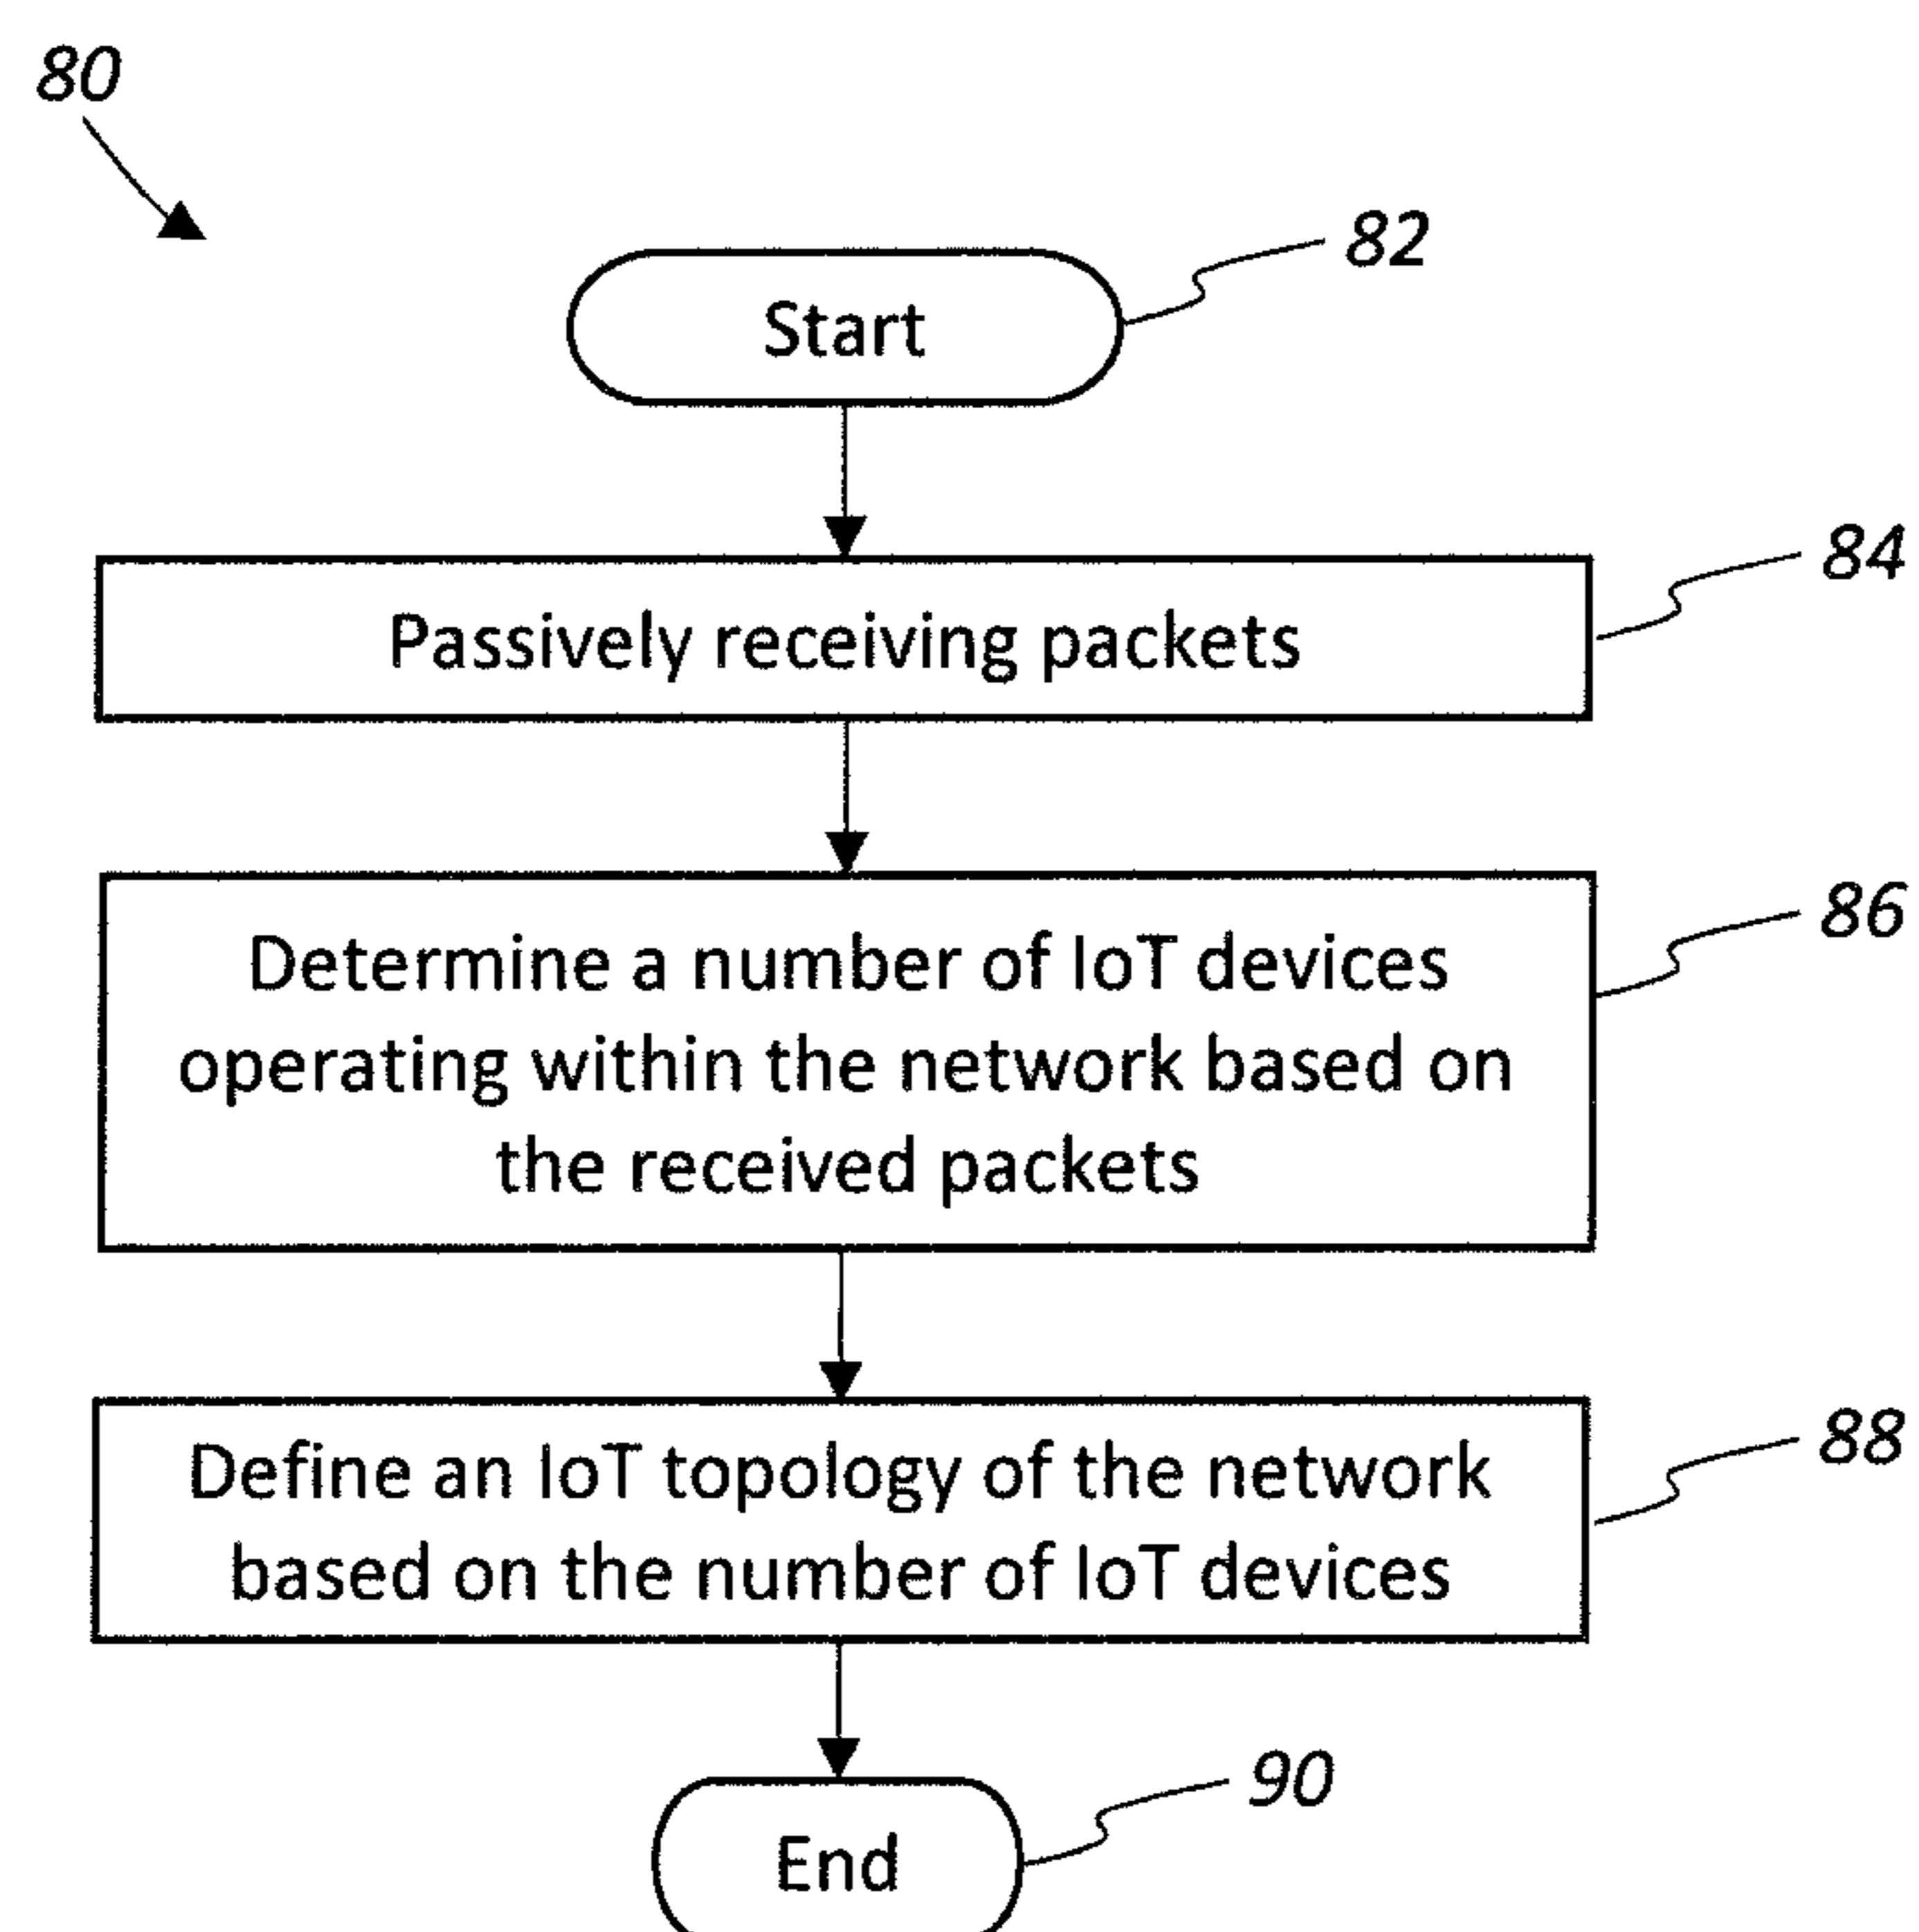 80
82
Start
84
Passively receiving packets
86
Determine a number of IoT devices
operating within the network based on
the received packets
88
Define an IoT topology of the network
based on the number of IoT devices
90
End